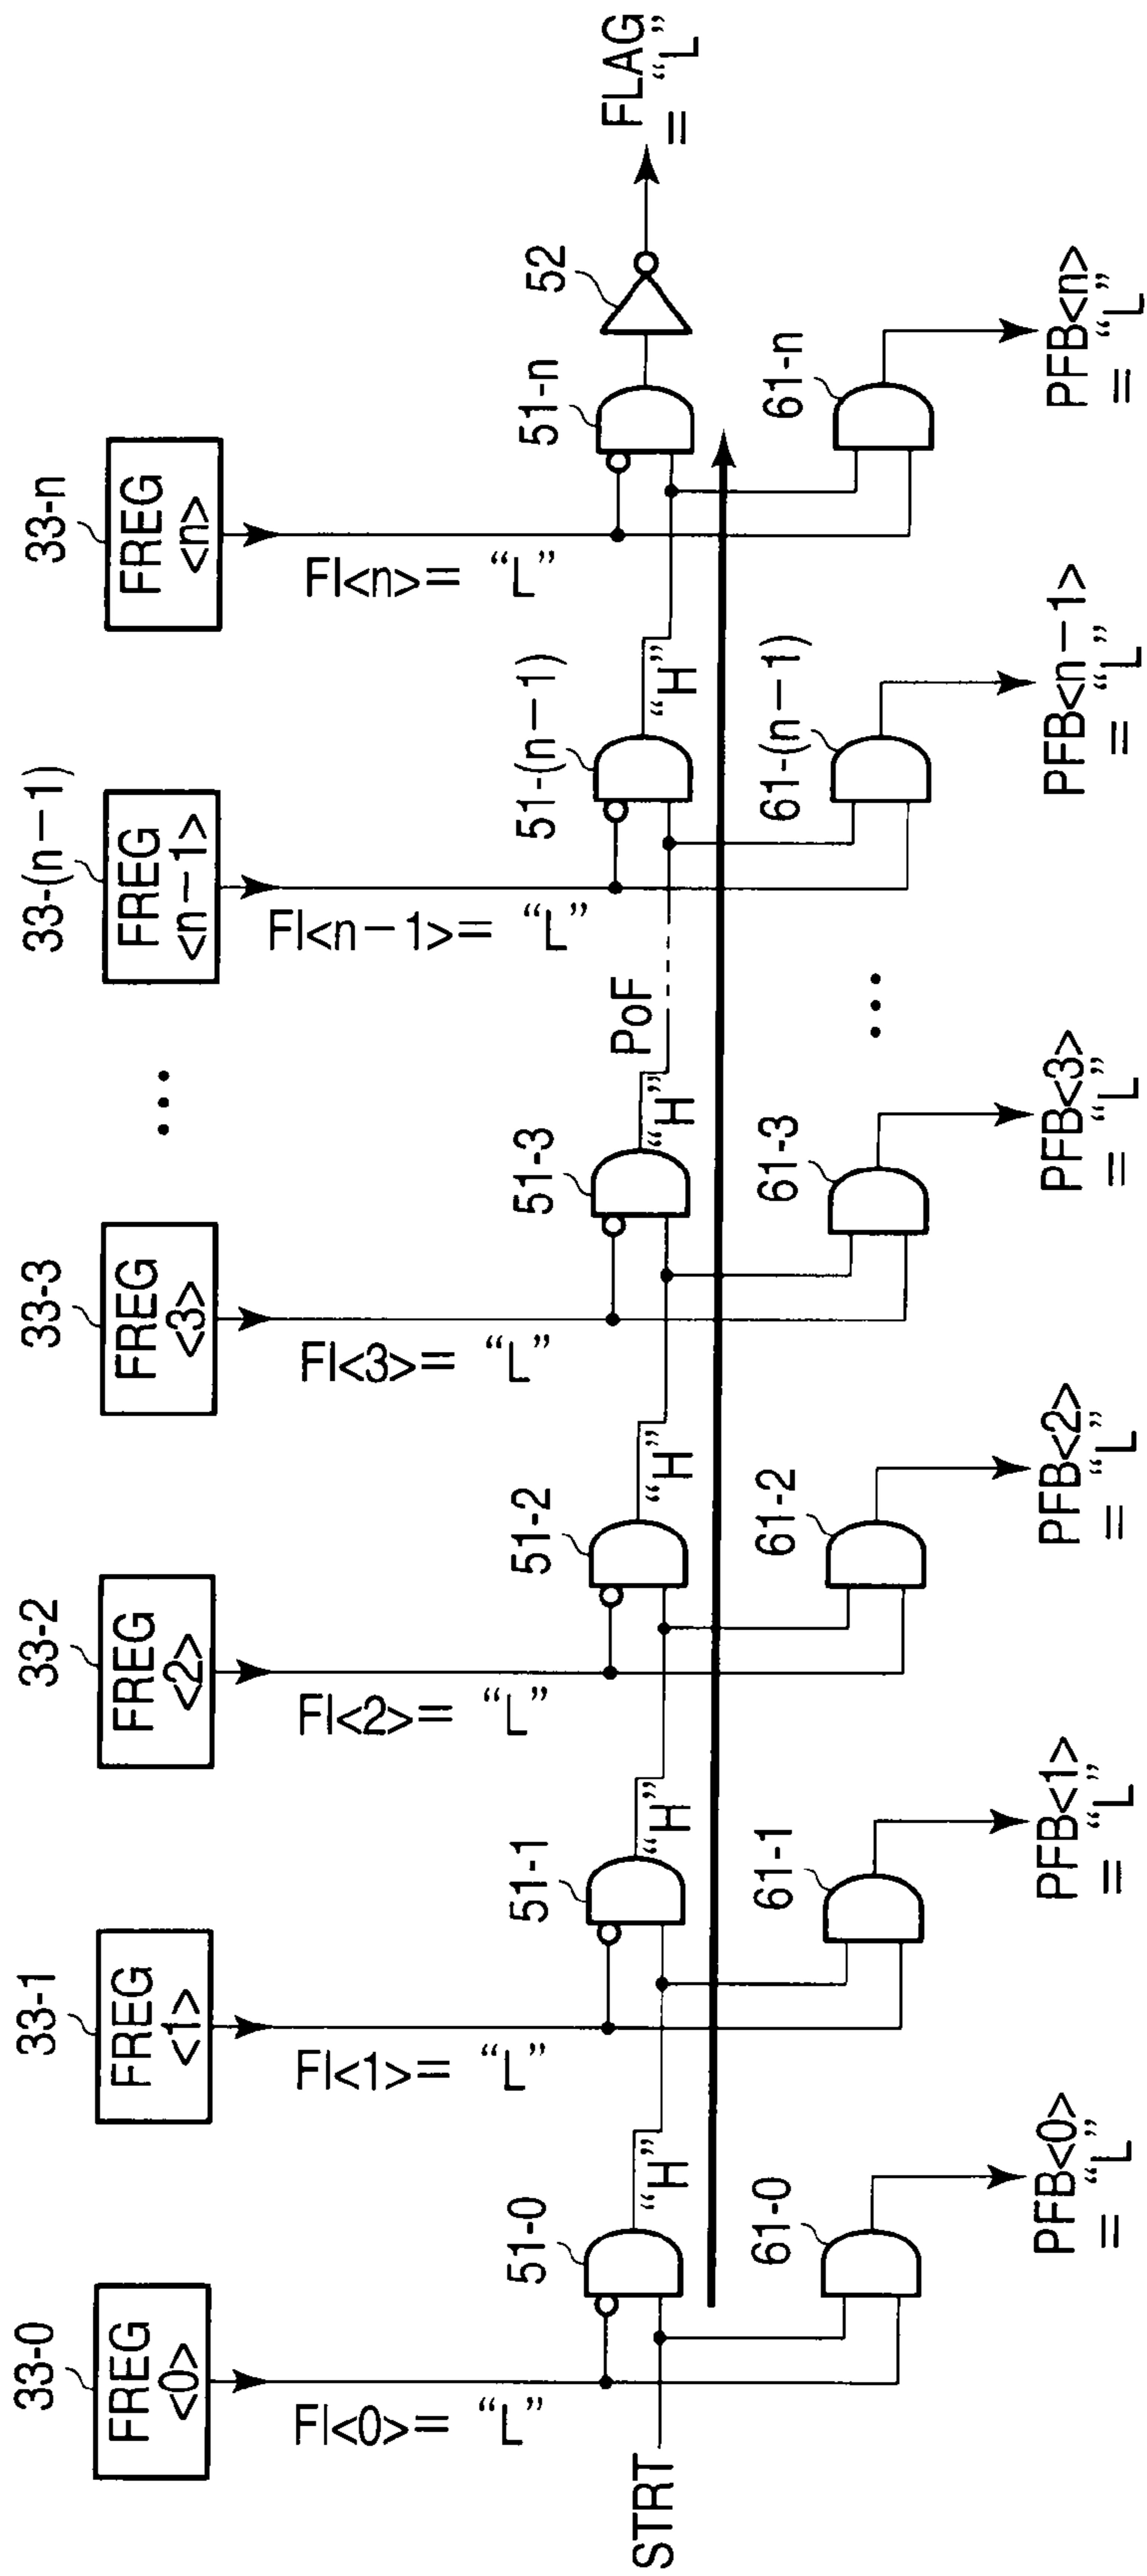 33-0
33-1
33-2
33-3
33-(n−1)
33-n
FREG
<0>
FREG
<1>
FREG
<2>
FREG
<3>
...
FREG
<n−1>
FREG
<n>
FI<0>= “L”
FI<1>= “L”
FI<2>= “L”
FI<3>= “L”
FI<n−1>= “L”
FI<n>= “L”
51-0
51-1
51-2
51-3
51-(n−1)
51-n
52
STRT
“H”
“H”
“H”
“H”
PoF
“H”
FLAG
= “L”
61-0
61-1
61-2
61-3
...
61-(n−1)
61-n
PFB<0>
= “L”
PFB<1>
= “L”
PFB<2>
= “L”
PFB<3>
= “L”
PFB<n−1>
= “L”
PFB<n>
= “L”